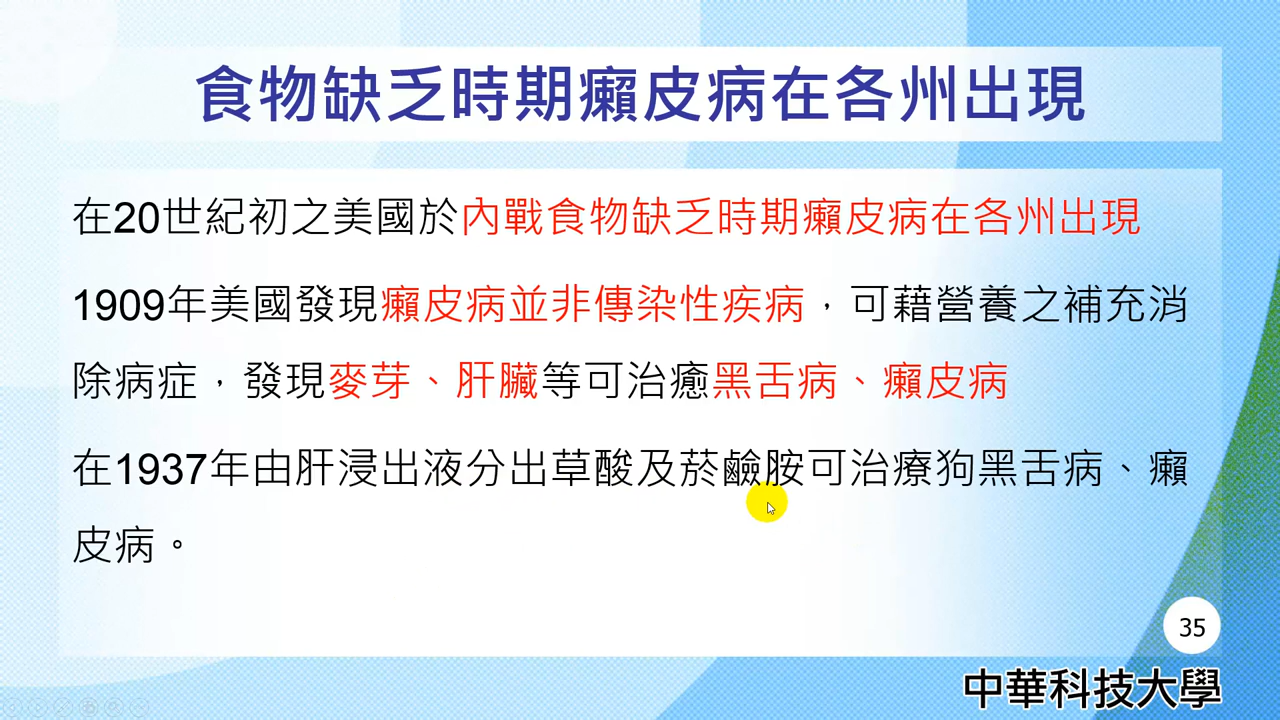 食物缺乏時期癩皮病在各州出現
在20世紀初之美國於內戰食物缺乏時期癩皮病在各州出現
1909年美國發現癩皮病並非傳染性疾病，可藉營養之補充消
除病症，發現麥芽、肝臟等可治癒黑舌病、癩皮病
在1937年由肝浸出液分出草酸及菸鹼胺可治療狗黑舌病、癩
皮病。
35
中華科技大學